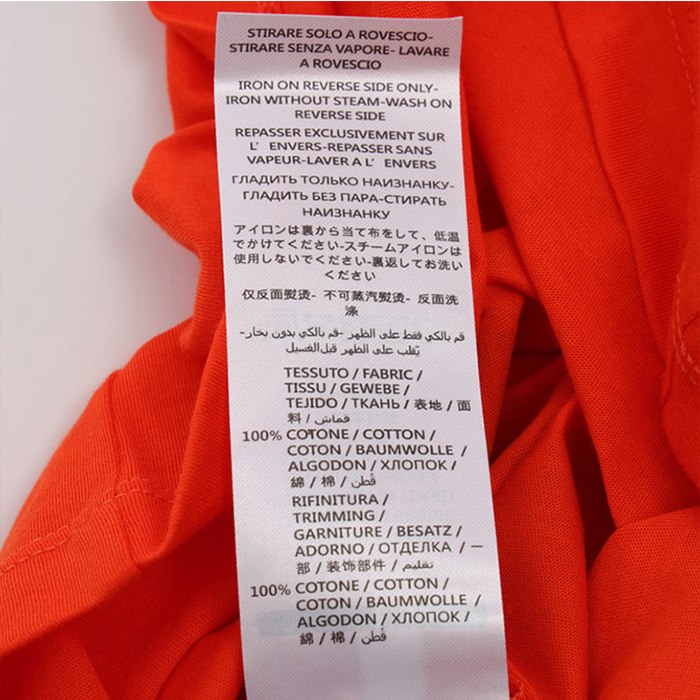 STIRARE SOLO A ROVESCIO-
STIRARE SENZA VAPORE- LAVARE
A ROVESCIO
IRON ON REVERSE SIDE ONLY-
IRON WITHOUT STEAM-WASH ON
REVERSE SIDE
REPASSER EXCLUSIVEMENT SUR
L’ ENVERS-REPASSER SANS
VAPEUR-LAVER A L’ ENVERS
ГЛАДИТЬ ТОЛЬКО НАИЗНАНКУ-
ГЛАДИТЬ БЕЗ ПАРА-СТИРАТЬ
НАИЗНАНКУ
アイロンは裏から当て布をして、低温
でかけてください-スチームアイロンは
使用しないでください-裏返してお洗い
ください
仅反面熨烫- 不可蒸汽熨烫- 反面洗
涤
قم بالكي فقط على الظهر -قم بالكي بدون بخار-
يُقلب على الظهر قبل الغسيل
TESSUTO / FABRIC /
TISSU / GEWEBE /
TEJIDO / ТКАНЬ / 表地 / 面
料 / قماش /
100% COTONE / COTTON /
COTON / BAUMWOLLE /
ALGODON / ХЛОПОК /
綿 / 棉 / قُطن /
RIFINITURA /
TRIMMING /
GARNITURE / BESATZ /
ADORNO / ОТДЕЛКА / 一
部 / 装饰部件 / تقليم /
100% COTONE / COTTON /
COTON / BAUMWOLLE /
ALGODON / ХЛОПОК /
綿 / 棉 / قُطن /